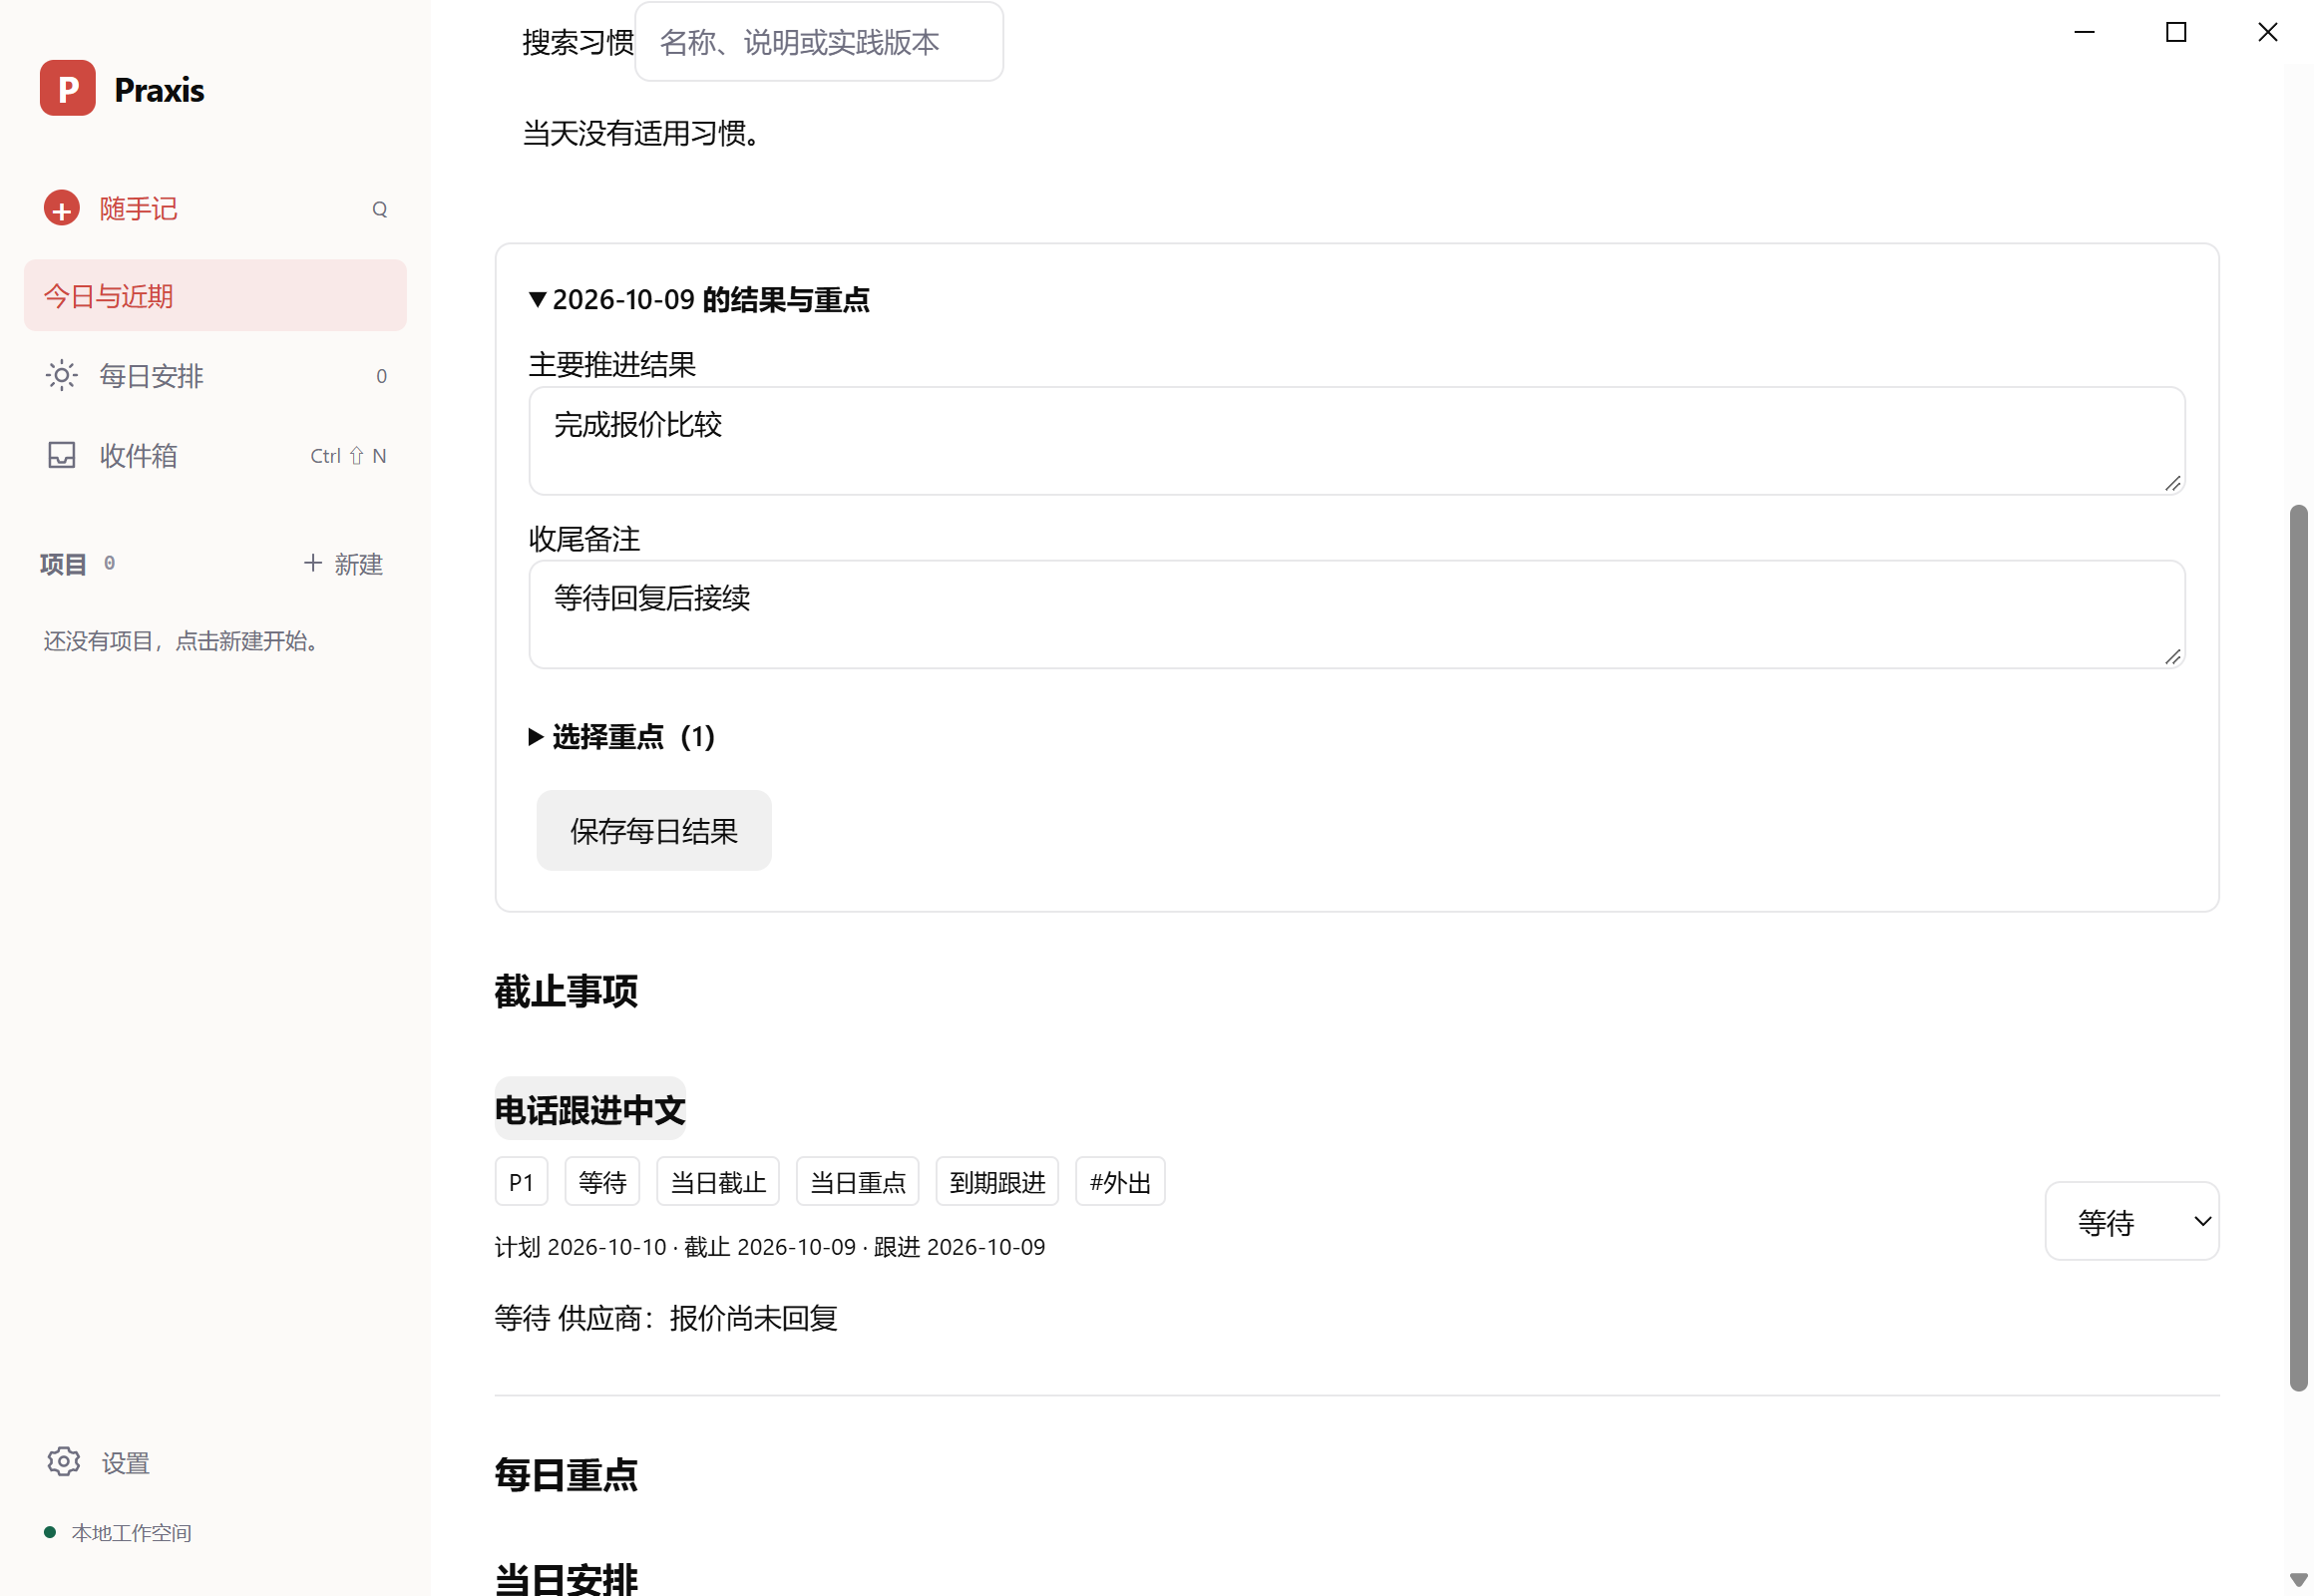 P Praxis
随手记 Q
今日与近期
每日安排 0
收件箱 Ctrl ⇧ N
项目 0 + 新建
还没有项目，点击新建开始。
设置
本地工作空间
搜索习惯 名称、说明或实践版本
当天没有适用习惯。
▼2026-10-09 的结果与重点
主要推进结果
完成报价比较
收尾备注
等待回复后接续
▶选择重点（1）
保存每日结果
截止事项
电话跟进中文
P1 等待 当日截止 当日重点 到期跟进 #外出
计划 2026-10-10 · 截止 2026-10-09 · 跟进 2026-10-09
等待
等待 供应商：报价尚未回复
每日重点
当日安排